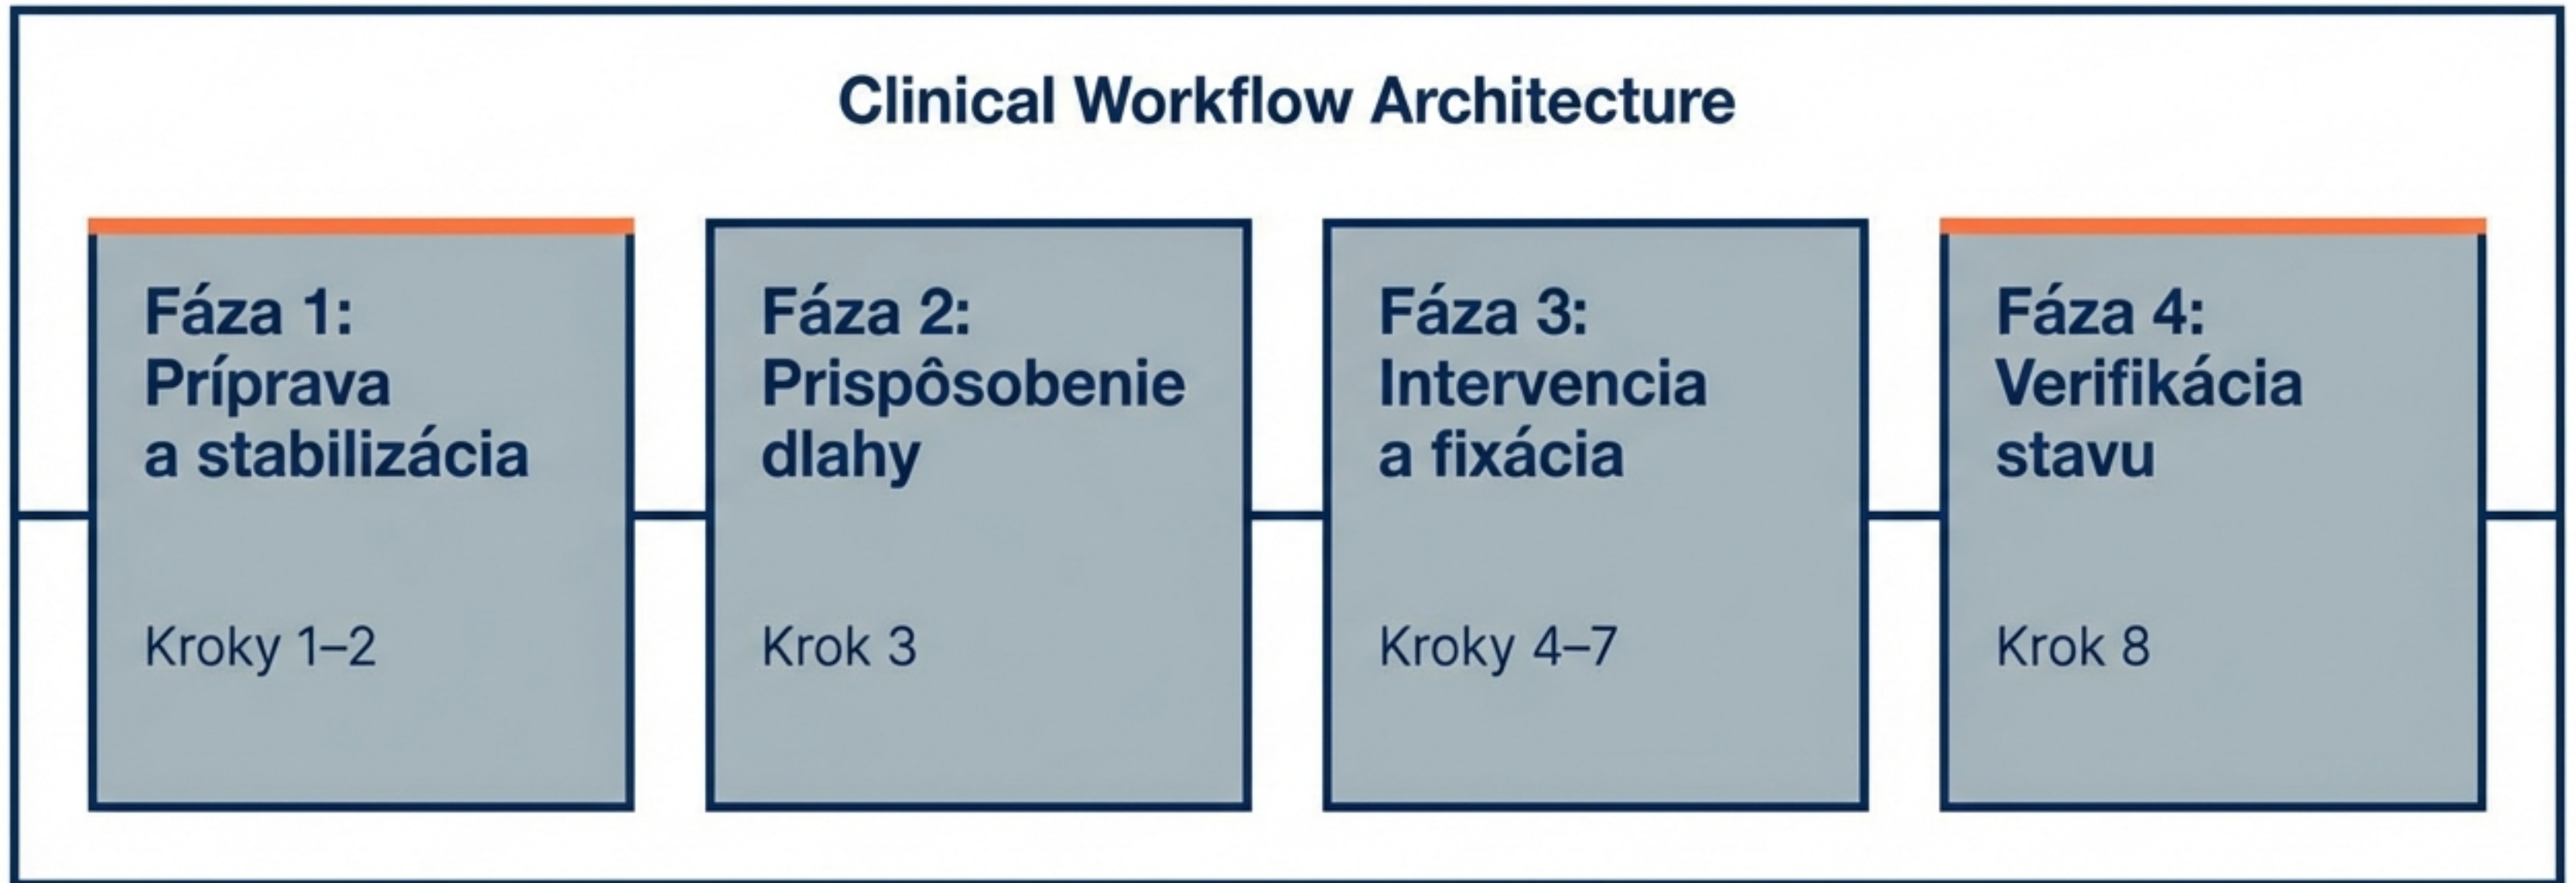 Clinical Workflow Architecture
Fáza 1:
Príprava
a stabilizácia
Kroky 1–2
Fáza 2:
Prispôsobenie
dlahy
Krok 3
Fáza 3:
Intervencia
a fixácia
Kroky 4–7
Fáza 4:
Verifikácia
stavu
Krok 8